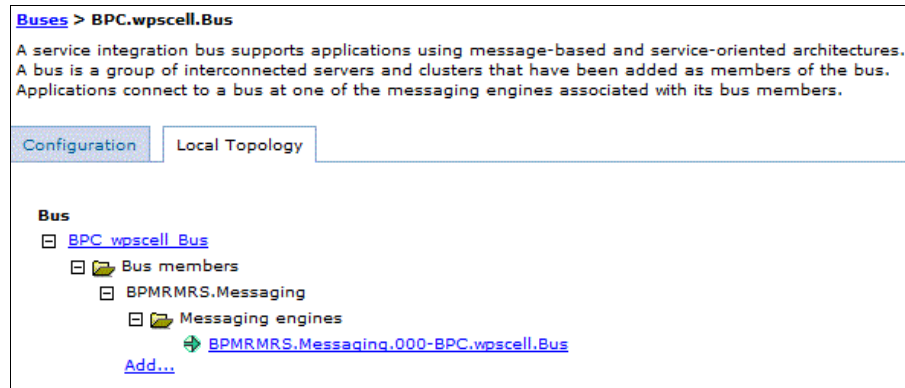 Buses > BPC.wpscell.Bus
A service integration bus supports applications using message-based and service-oriented architectures.
A bus is a group of interconnected servers and clusters that have been added as members of the bus.
Applications connect to a bus at one of the messaging engines associated with its bus members.
Configuration Local Topology
Bus
BPC wpscell Bus
Bus members
BPMRMRS.Messaging
Messaging engines
BPMRMRS.Messaging.000-BPC.wpscell.Bus
Add...